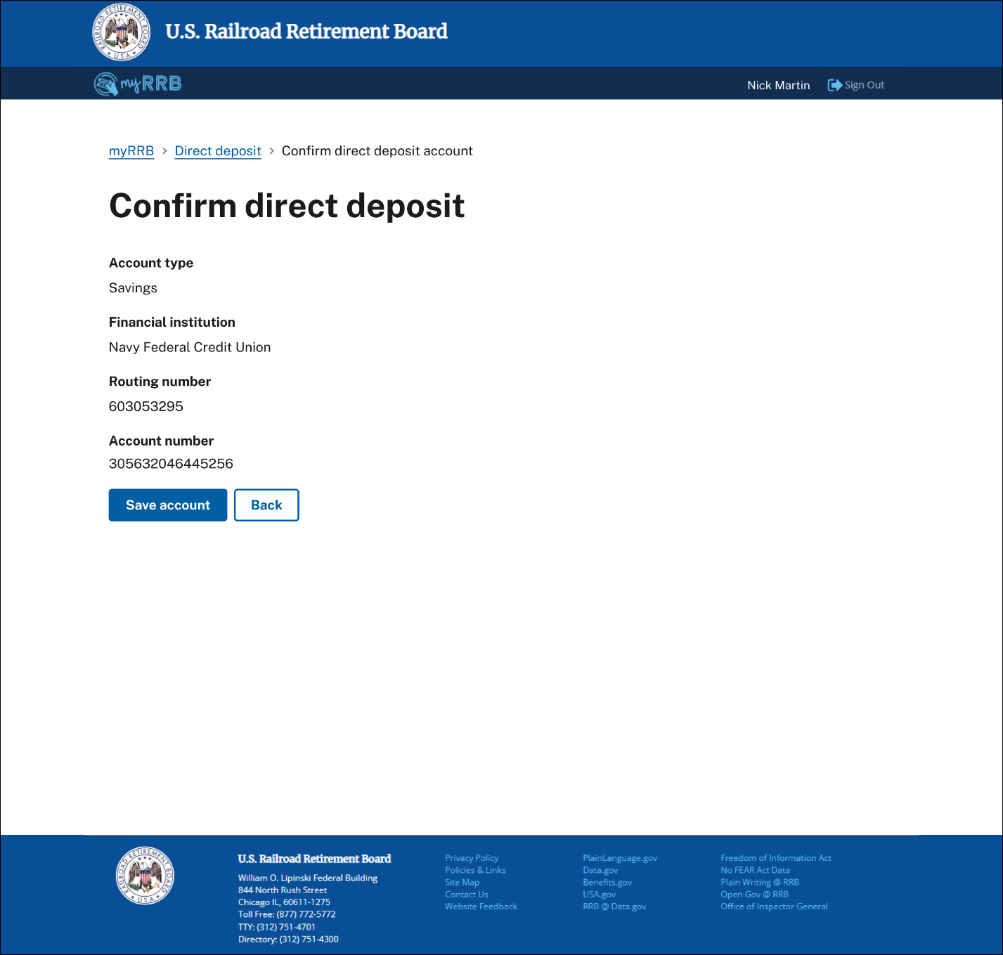 U.S. Railroad Retirement Board
myRRB
Nick Martin
Sign Out
myRRB > Direct deposit > Confirm direct deposit account
Confirm direct deposit
Account type
Savings
Financial institution
Navy Federal Credit Union
Routing number
603053295
Account number
305632046445256
Save account
Back
U.S. Railroad Retirement Board
William O. Lipinski Federal Building
844 North Rush Street
Chicago IL, 60611-1275
Toll Free: (877) 772-5772
TTY: (312) 751-4701
Directory: (312) 751-4300
Privacy Policy
Policies & Links
Site Map
Contact Us
Website Feedback
PlainLanguage.gov
Data.gov
Benefits.gov
USA.gov
RRB @ Data.gov
Freedom of Information Act
No FEAR Act Data
Plain Writing @ RRB
Open Gov @ RRB
Office of Inspector General